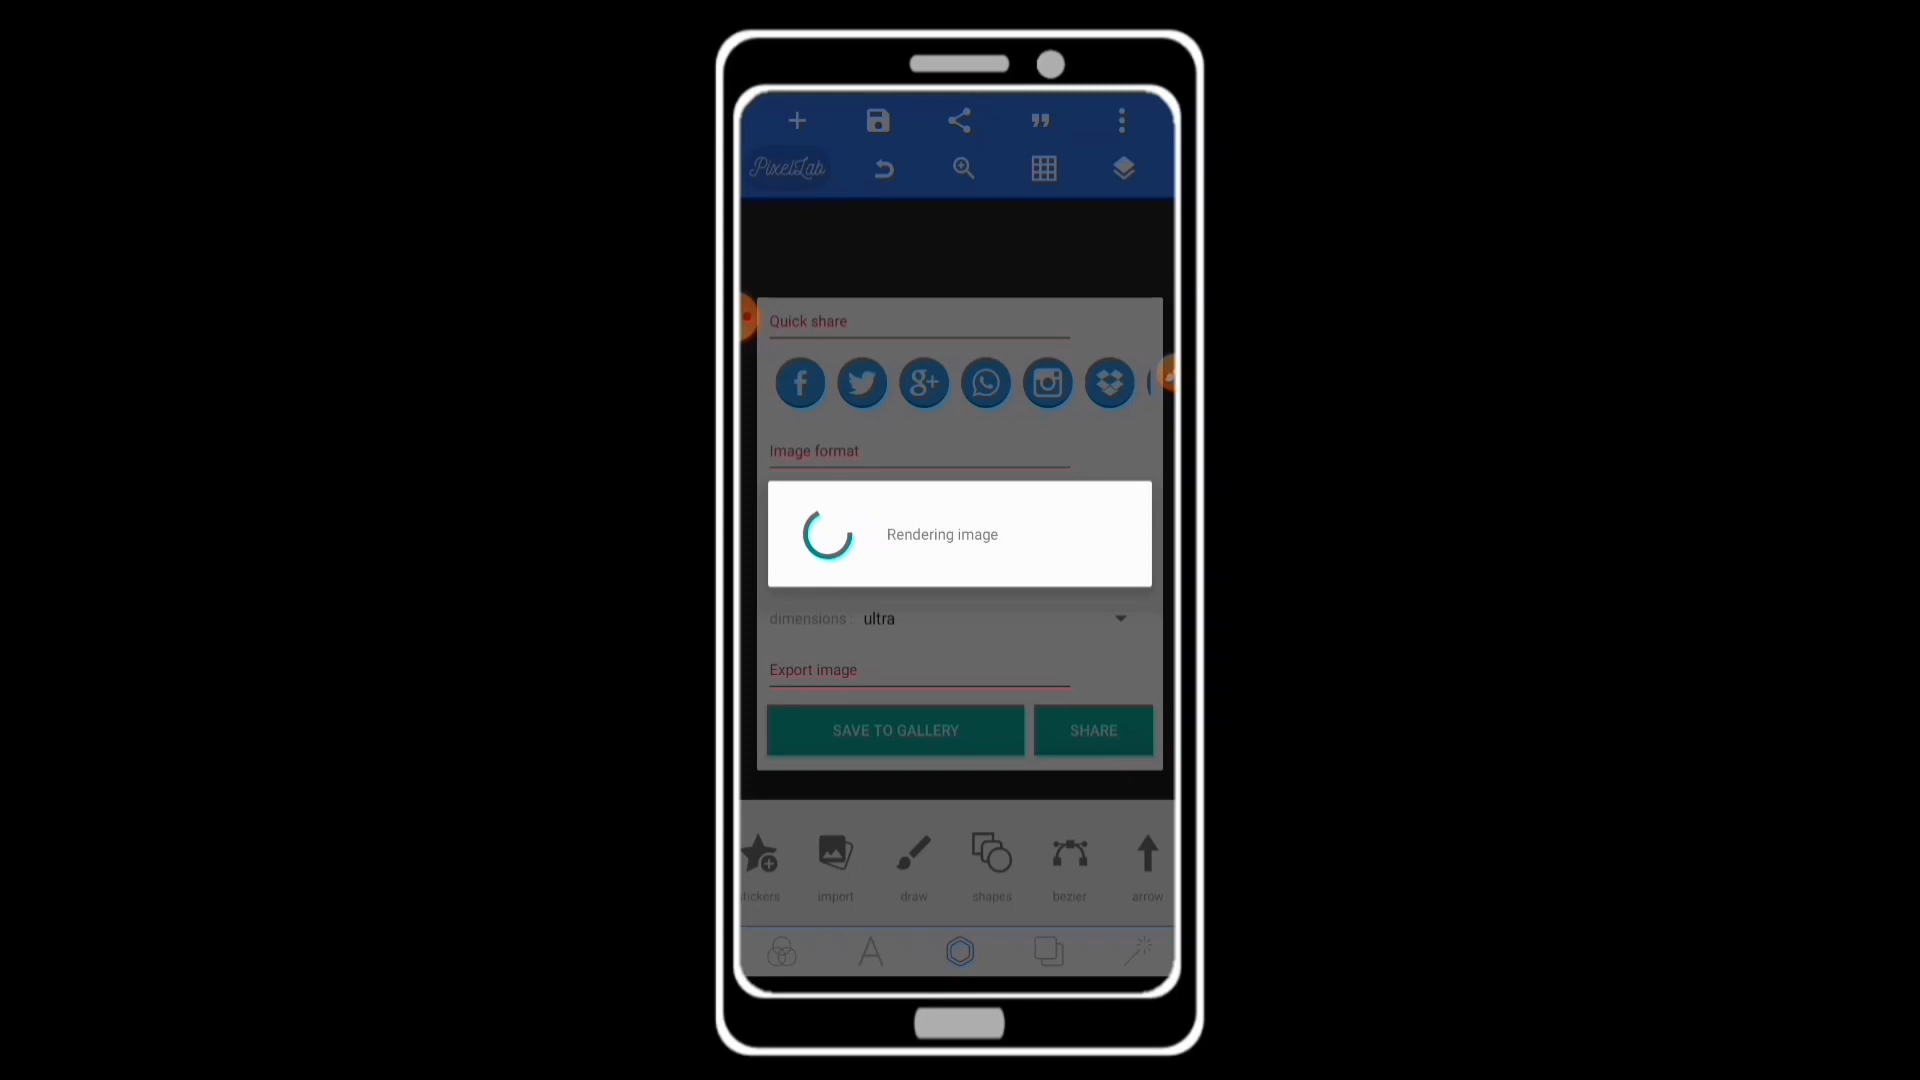 PixelLab
Quick share
Image format
Rendering image
dimensions : ultra
Export image
SAVE TO GALLERY SHARE
tickers import draw shapes bezier arrow